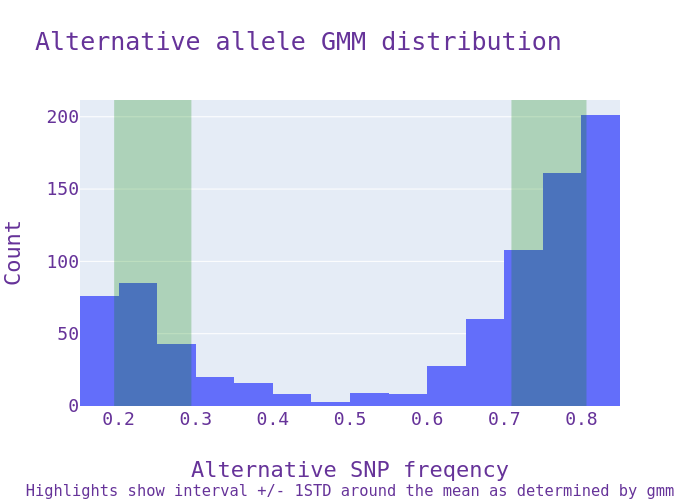 Alternative allele GMM distribution
200
150
100
50
0
Count
0.2 0.3 0.4 0.5 0.6 0.7 0.8
Alternative SNP freqency
Highlights show interval +/- 1STD around the mean as determined by gmm